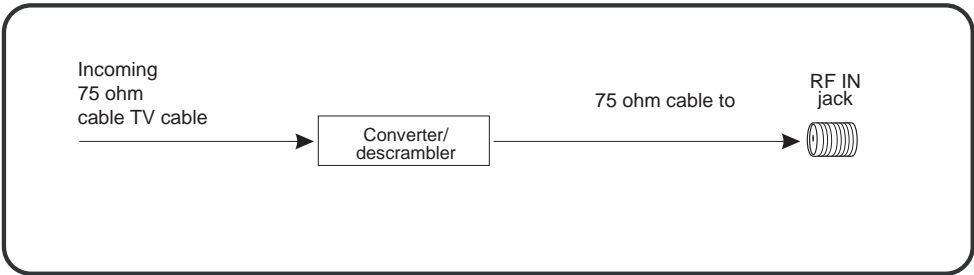 Incoming
75 ohm
cable TV cable
Converter/
descrambler
75 ohm cable to
RF IN
jack